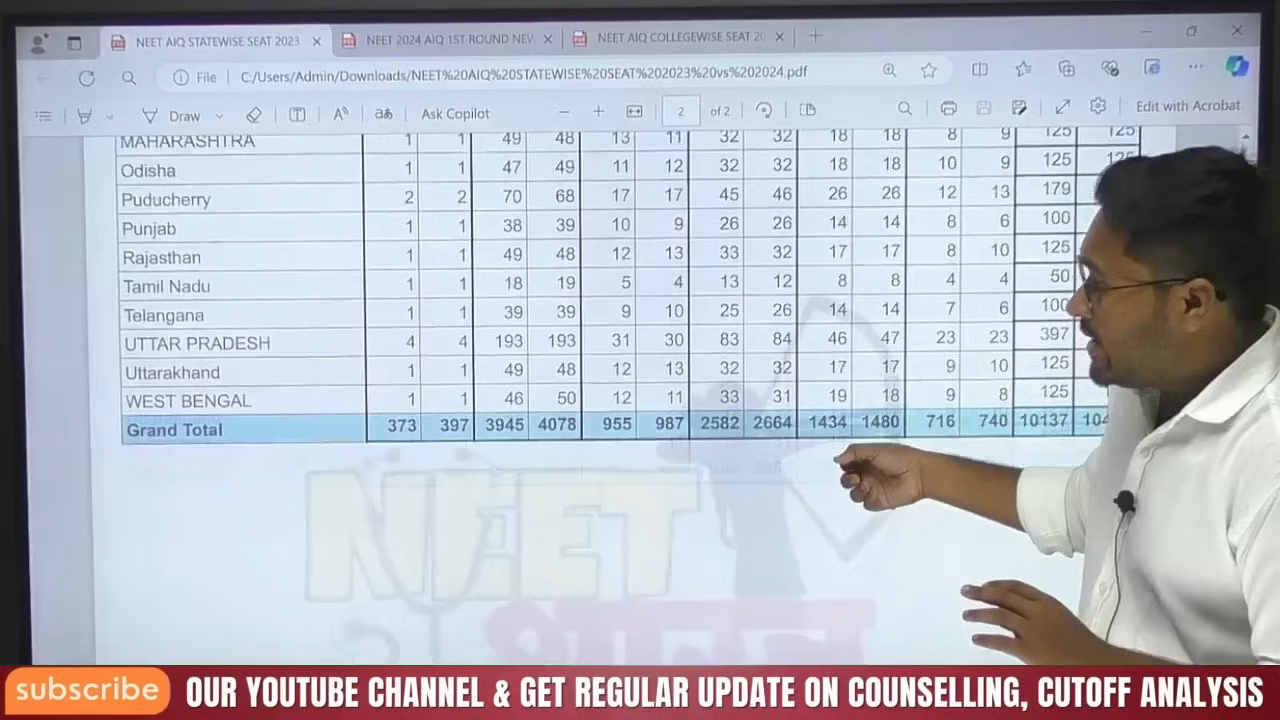 NEET AIQ STATEWISE SEAT 2023
NEET 2024 AIQ 1ST ROUND NEW
NEET AIQ COLLEGEWISE SEAT 20
File
C:/Users/Admin/Downloads/NEET%20AIQ%20STATEWISE%20SEAT%202023%20vs%202024.pdf
Draw
aあ
Ask Copilot
2
of 2
Edit with Acrobat
MAHARASHTRA 1 1 49 48 13 11 32 32 18 18 8 9 125 125
Odisha 1 1 47 49 11 12 32 32 18 18 10 9 125 125
Puducherry 2 2 70 68 17 17 45 46 26 26 12 13 179
Punjab 1 1 38 39 10 9 26 26 14 14 8 6 100
Rajasthan 1 1 49 48 12 13 33 32 17 17 8 10 125
Tamil Nadu 1 1 18 19 5 4 13 12 8 8 4 4 50
Telangana 1 1 39 39 9 10 25 26 14 14 7 6 100
UTTAR PRADESH 4 4 193 193 31 30 83 84 46 47 23 23 397
Uttarakhand 1 1 49 48 12 13 32 32 17 17 9 10 125
WEST BENGAL 1 1 46 50 12 11 33 31 19 18 9 8 125
Grand Total 373 397 3945 4078 955 987 2582 2664 1434 1480 716 740 10137 104
NEET
subscribe
OUR YOUTUBE CHANNEL & GET REGULAR UPDATE ON COUNSELLING, CUTOFF ANALYSIS